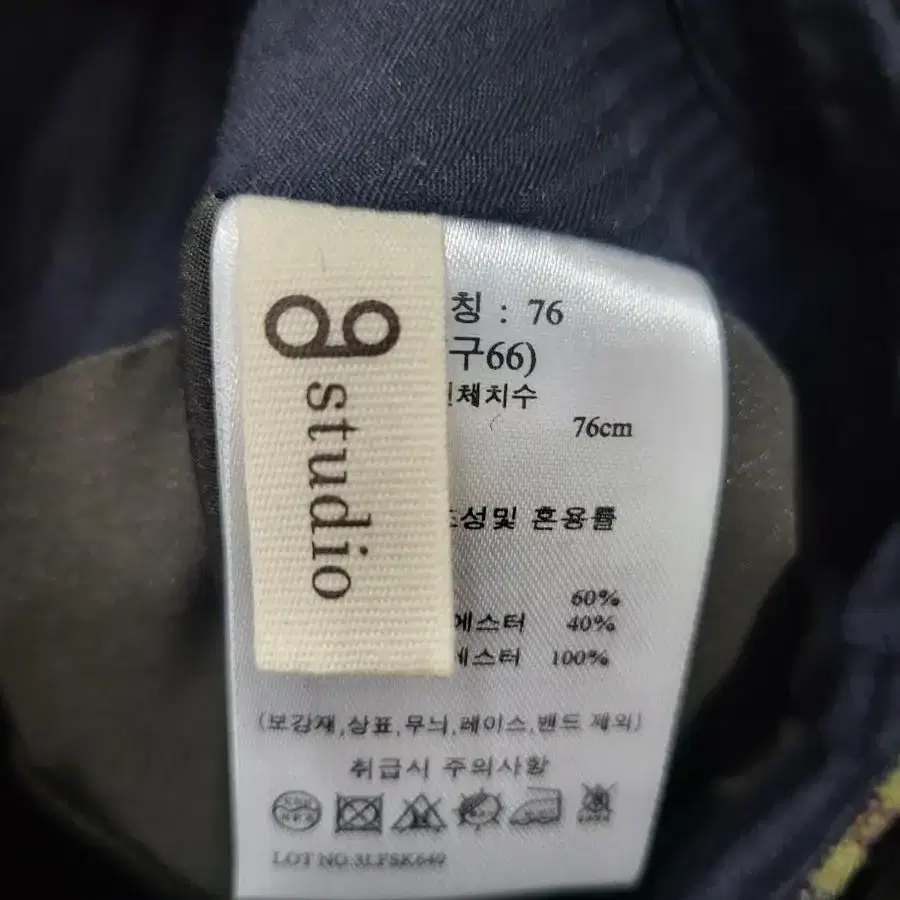 g studio
칭 : 76
구66)
체치수
76cm
성및 혼용률
60%
에스터 40%
에스터 100%
(보강재,상표,무늬,레이스,밴드 제외)
취급시 주의사항
LOT NO:3LFSK649